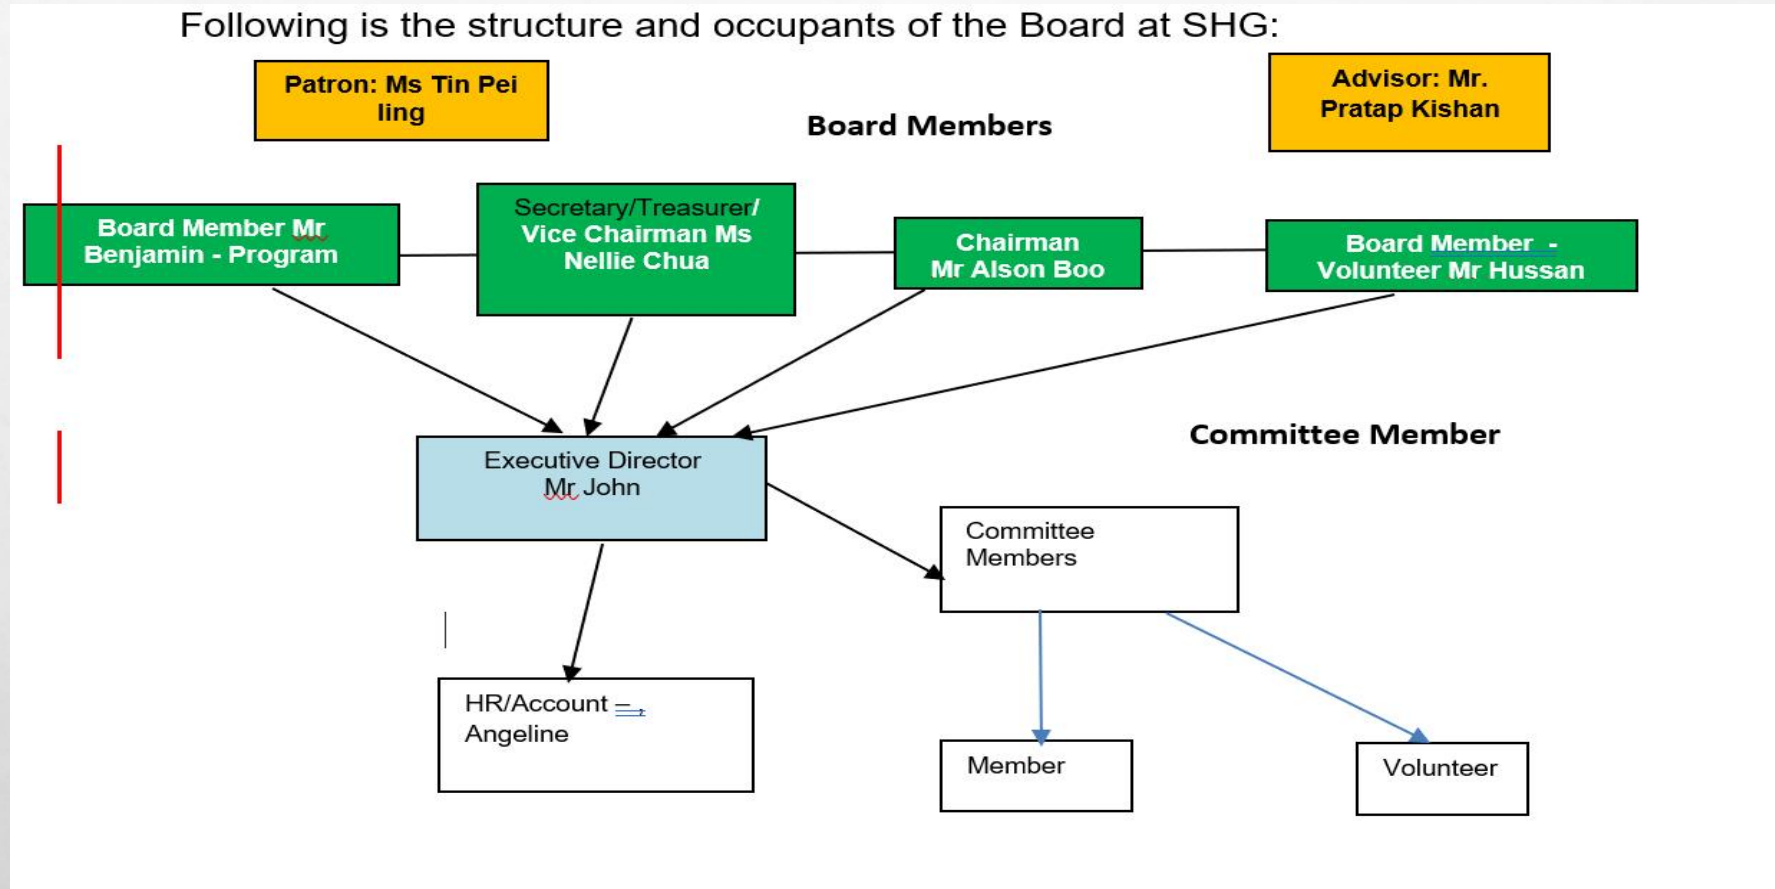 Following is the structure and occupants of the Board at SHG:
Patron: Ms Tin Pei
ling
Advisor: Mr.
Pratap Kishan
Board Members
Board Member Mr
Benjamin - Program
Secretary/Treasurer/
Vice Chairman Ms
Nellie Chua
Chairman
Mr Alson Boo
Board Member -
Volunteer Mr Hussan
Executive Director
Mr John
Committee Member
Committee
Members
HR/Account – ,
Angeline
Member
Volunteer